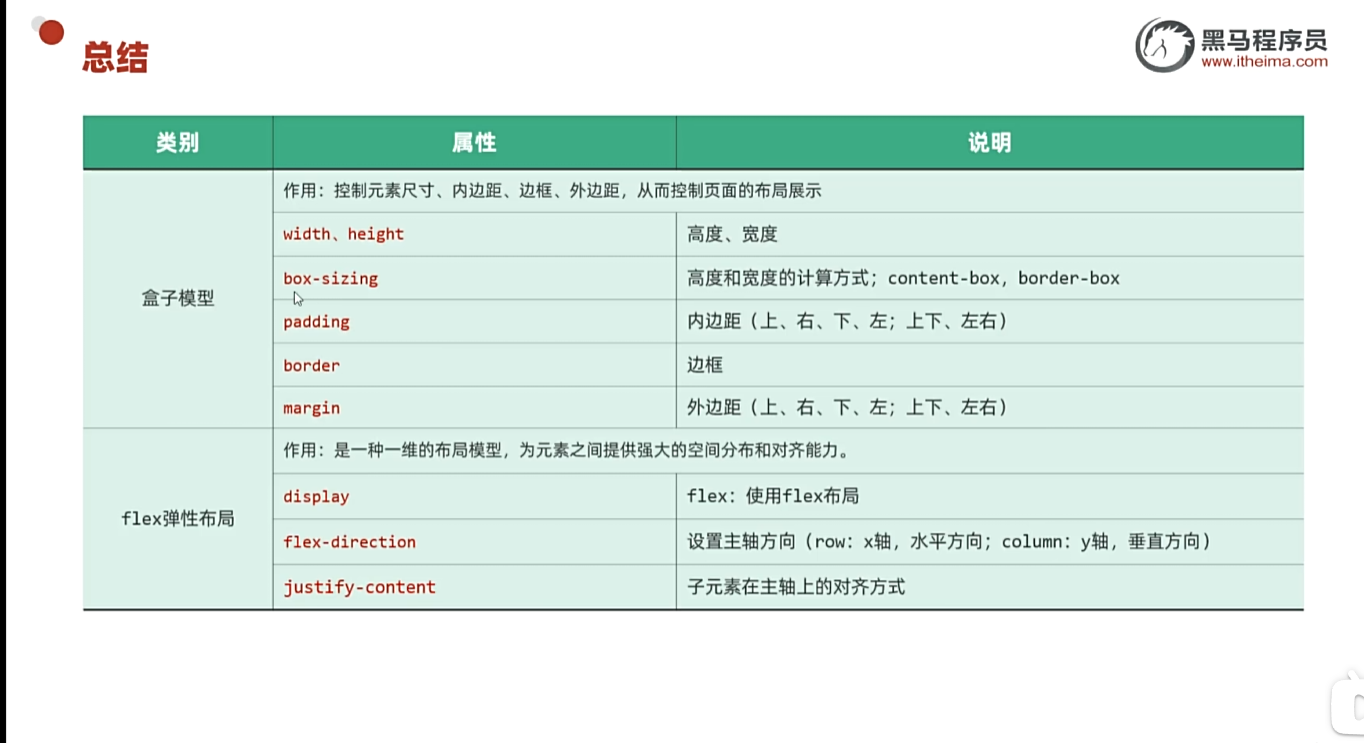 总结
黑马程序员
www.itheima.com
类别 属性 说明
盒子模型
作用：控制元素尺寸、内边距、边框、外边距，从而控制页面的布局展示
width、height 高度、宽度
box-sizing 高度和宽度的计算方式；content-box，border-box
padding 内边距（上、右、下、左；上下、左右）
border 边框
margin 外边距（上、右、下、左；上下、左右）
flex弹性布局
作用：是一种一维的布局模型，为元素之间提供强大的空间分布和对齐能力。
display flex：使用flex布局
flex-direction 设置主轴方向（row：x轴，水平方向；column：y轴，垂直方向）
justify-content 子元素在主轴上的对齐方式